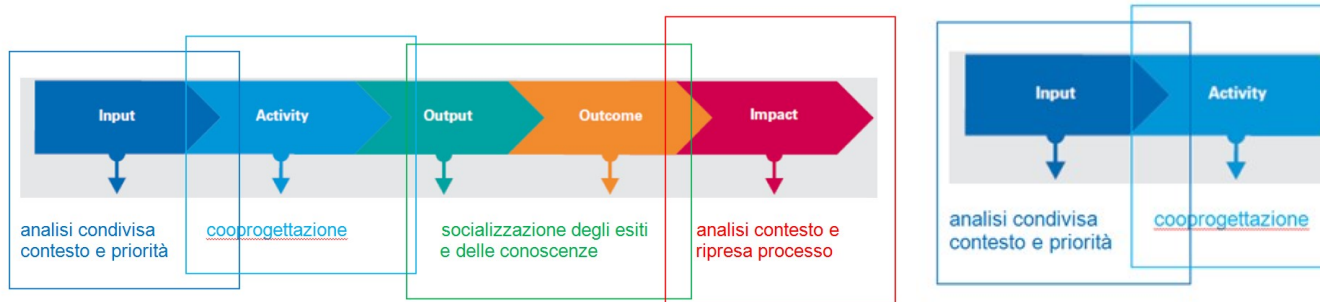 Input
Activity
Output
Outcome
Impact
analisi condivisa
contesto e priorità
cooprogettazione
socializzazione degli esiti
e delle conoscenze
analisi contesto e
ripresa processo
Input
Activity
analisi condivisa
contesto e priorità
cooprogettazione